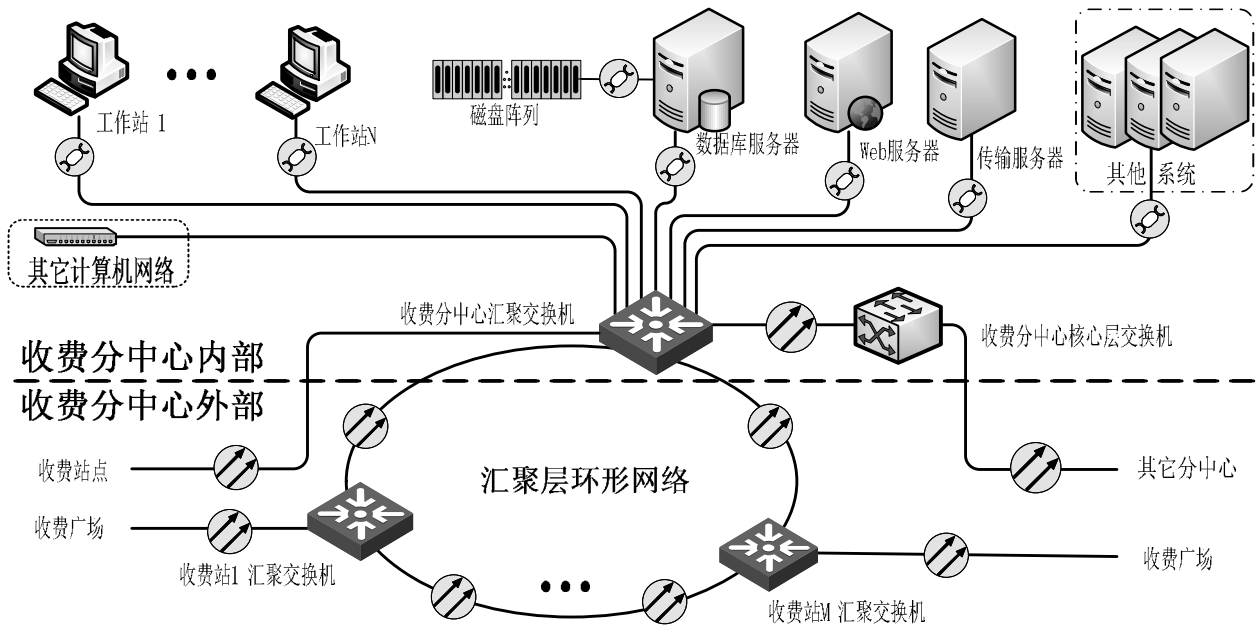 工作站 1
工作站N
磁盘阵列
数据库服务器
Web服务器
传输服务器
其他 系统
其它计算机网络
收费分中心汇聚交换机
收费分中心核心层交换机
收费分中心内部
收费分中心外部
收费站点
汇聚层环形网络
其它分中心
收费广场
收费站1 汇聚交换机
收费广场
收费站M 汇聚交换机